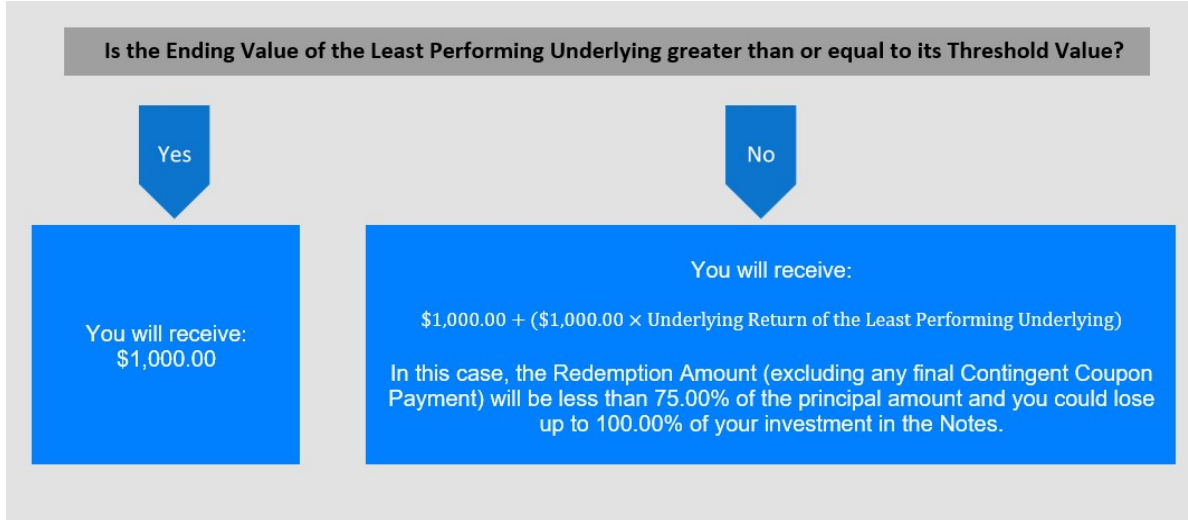 Is the Ending Value of the Least Performing Underlying greater than or equal to its Threshold Value?
Yes
No
You will receive:
$1,000.00
You will receive:
$1,000.00 + ($1,000.00 × Underlying Return of the Least Performing Underlying)
In this case, the Redemption Amount (excluding any final Contingent Coupon
Payment) will be less than 75.00% of the principal amount and you could lose
up to 100.00% of your investment in the Notes.